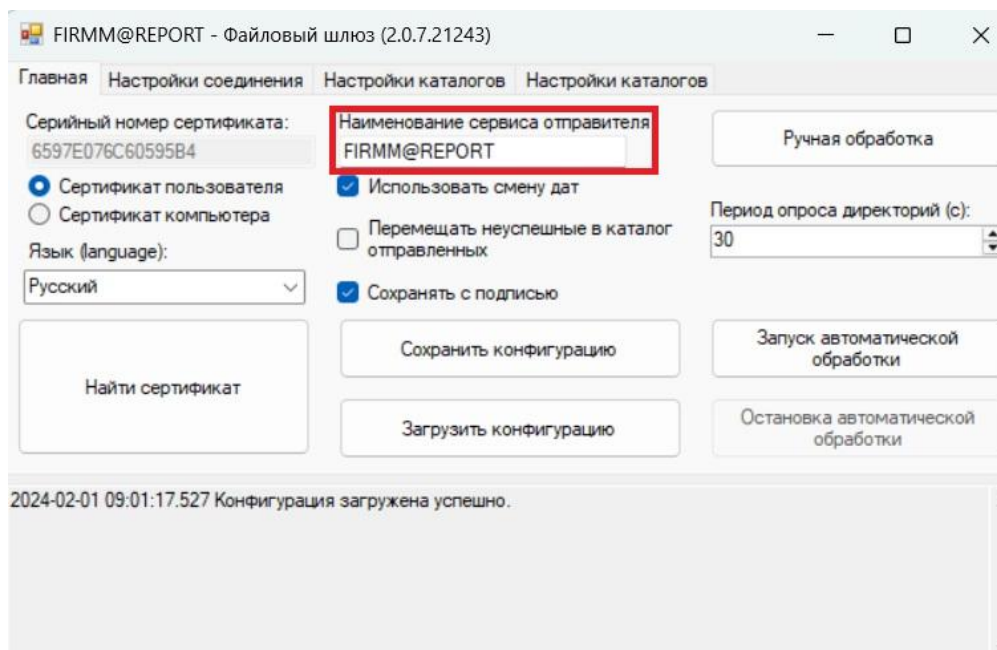 FIRMM@REPORT - Файловый шлюз (2.0.7.21243)
Главная Настройки соединения Настройки каталогов Настройки каталогов
Серийный номер сертификата:
6597E076C60595B4
Сертификат пользователя
Сертификат компьютера
Язык (language):
Русский
Найти сертификат
Наименование сервиса отправителя
FIRMM@REPORT
Использовать смену дат
Перемещать неуспешные в каталог
отправленных
Сохранять с подписью
Сохранить конфигурацию
Загрузить конфигурацию
Ручная обработка
Период опроса директорий (с):
30
Запуск автоматической
обработки
Остановка автоматической
обработки
2024-02-01 09:01:17.527 Конфигурация загружена успешно.